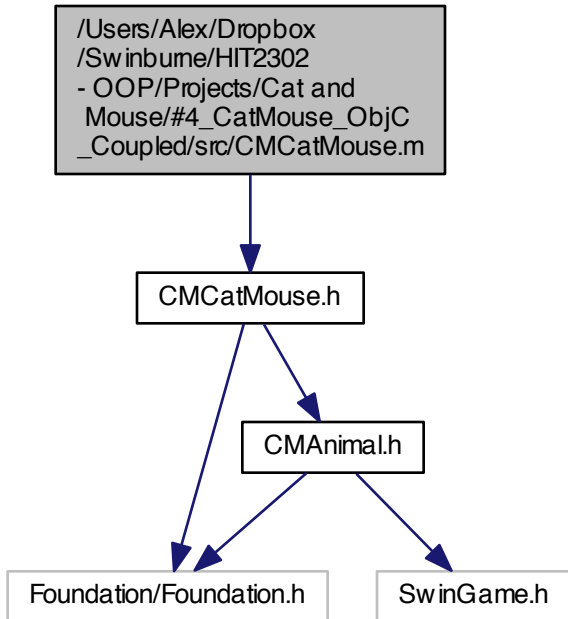 /Users/Alex/Dropbox
/Swinburne/HIT2302
- OOP/Projects/Cat and
Mouse/#4_CatMouse_ObjC
_Coupled/src/CMCatMouse.m
CMCatMouse.h
CMAnimal.h
Foundation/Foundation.h
SwinGame.h